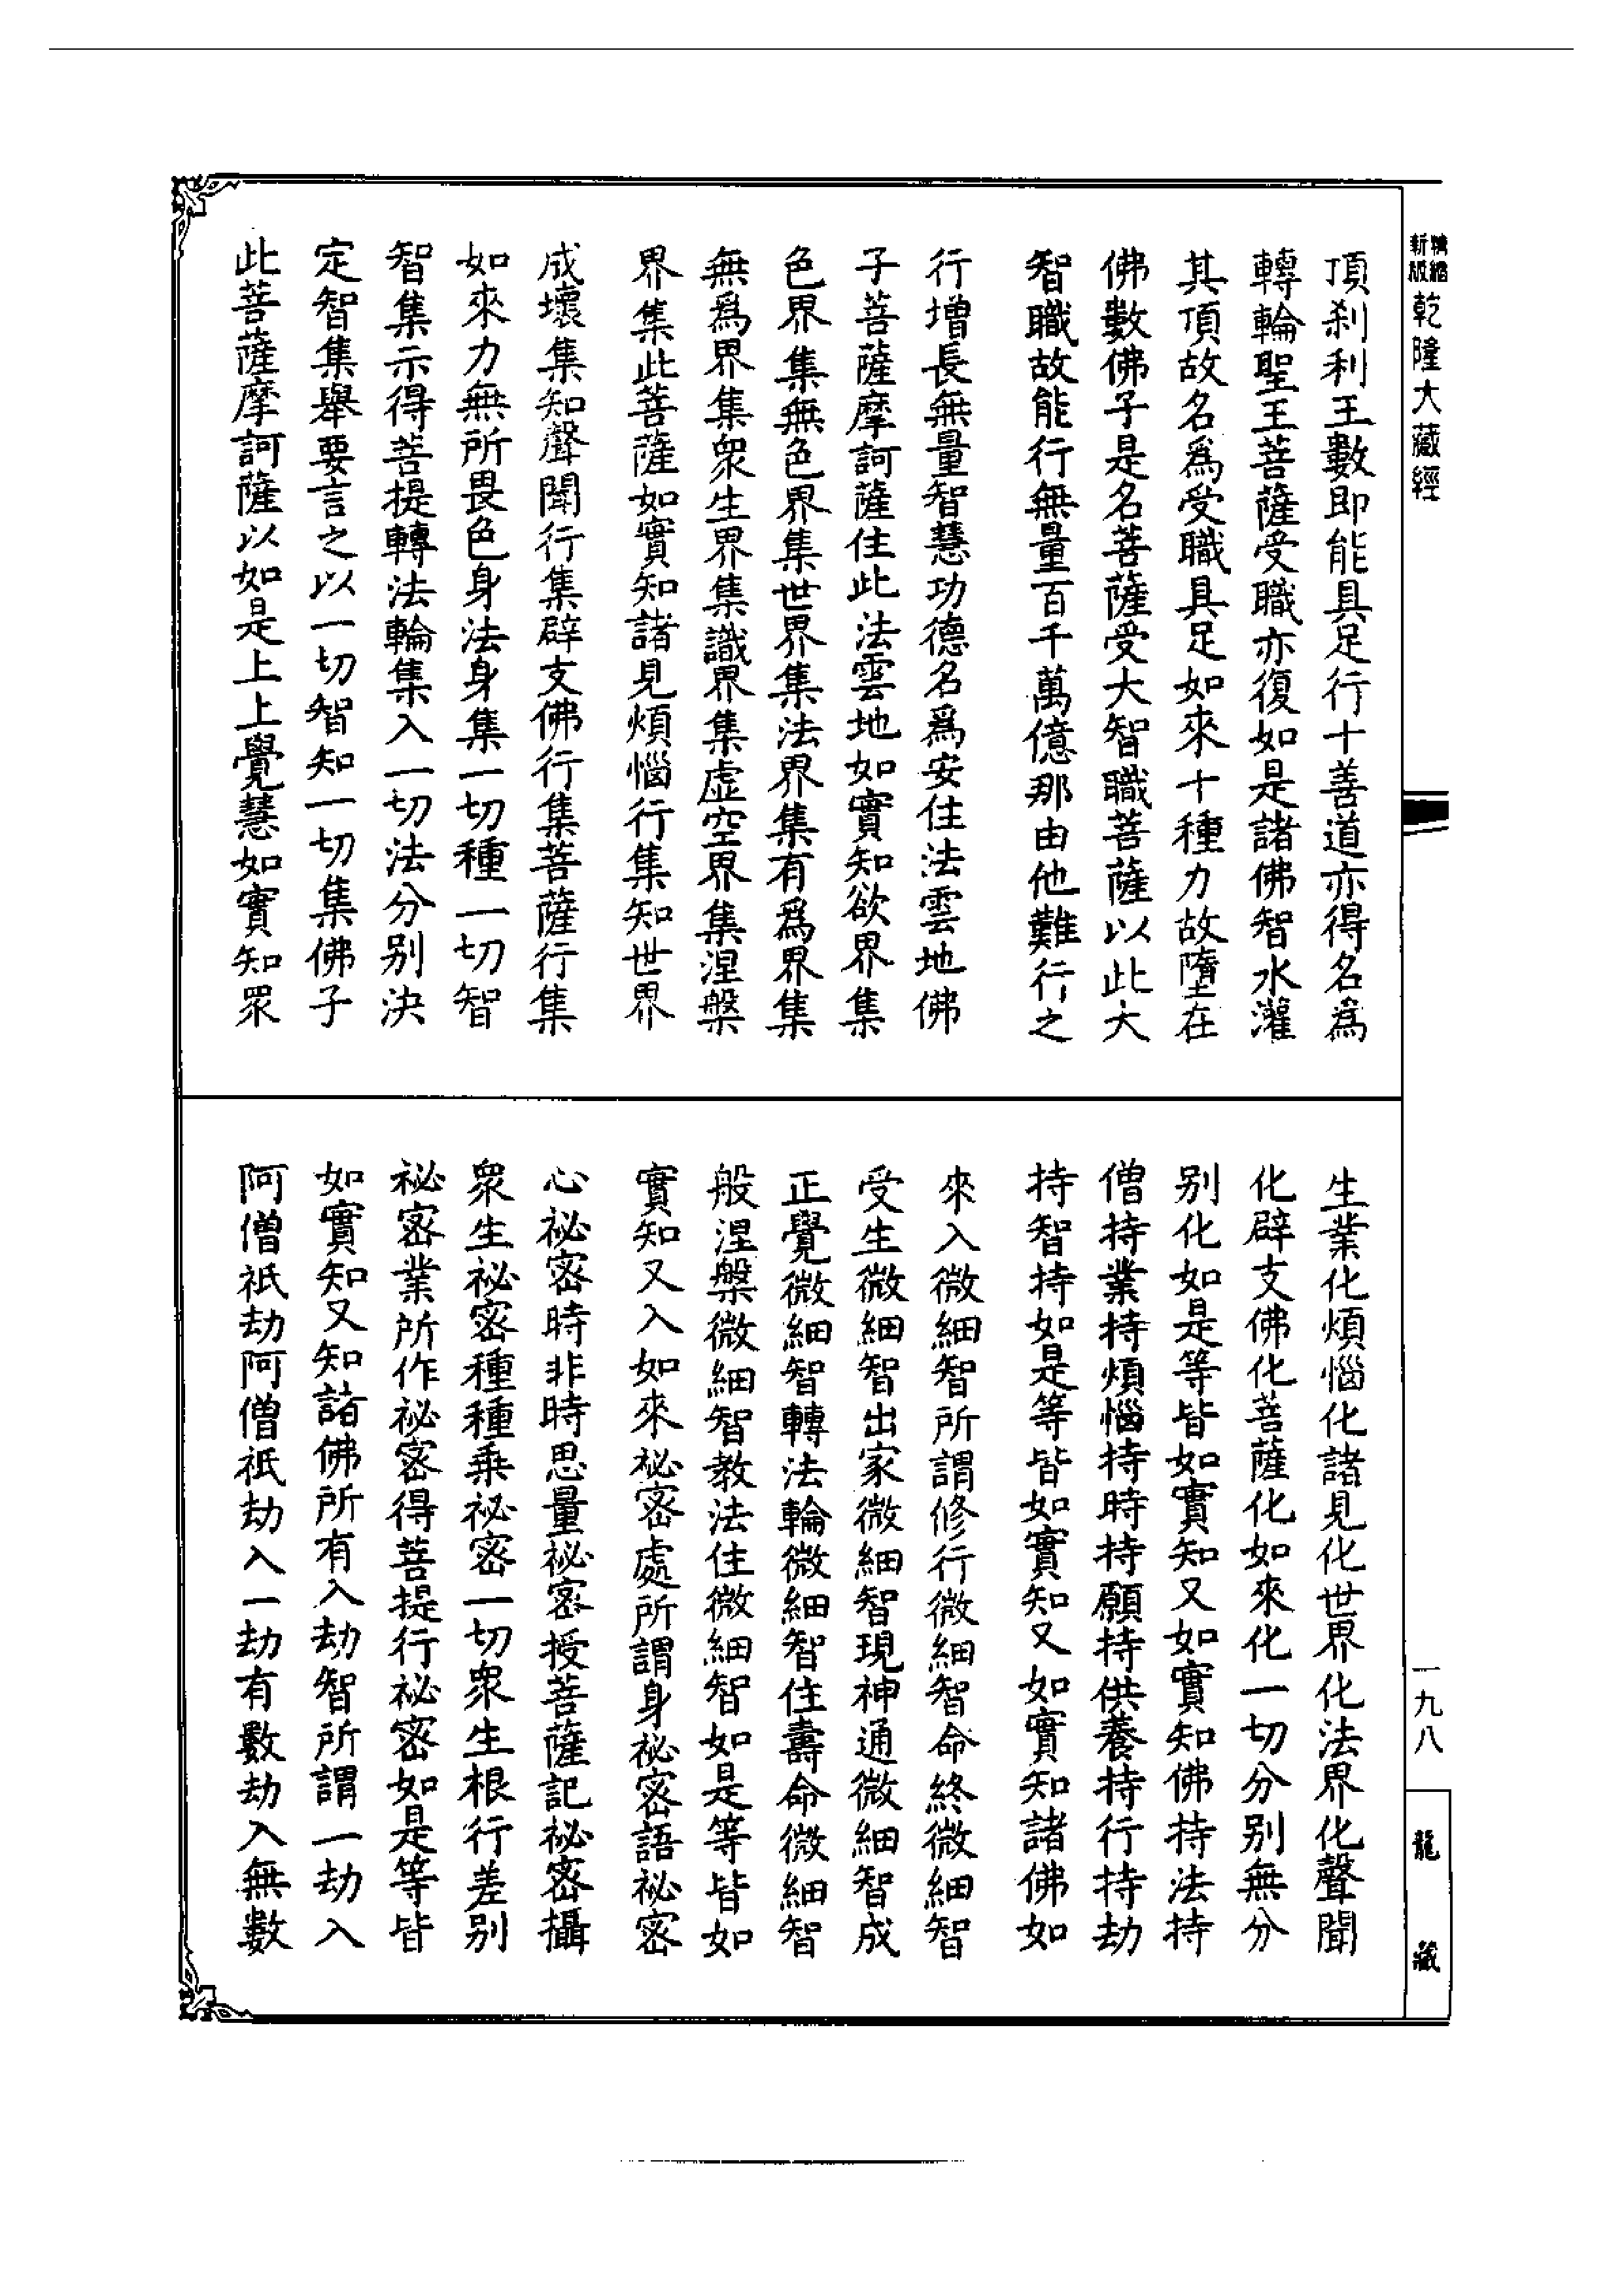 新版
精縮
乾隆大藏經
頂刹利王數即能具足行十善道亦得名爲
轉輪聖王菩薩受職亦復如是諸佛智水灌
其頂故名爲受職具足如來十種力故墮在
佛數佛子是名菩薩受大智職菩薩以此大
智職故能行無量百千萬億那由他難行之
行增長無量智慧功德名爲安住法雲地佛
子菩薩摩訶薩住此法雲地如實知欲界集
色界集無色界集世界集法界集有爲界集
無爲界集衆生界集識界集虛空界集涅槃
界集此菩薩如實知諸見煩惱行集知世界
成壞集知聲聞行集辟支佛行集菩薩行集
如來力無所畏色身法身集一切種一切智
智集示得菩提轉法輪集入一切法分別決
定智集舉要言之以一切智知一切集佛子
此菩薩摩訶薩以如是上上覺慧如實知眾
生業化煩惱化諸見化世界化法界化聲聞
化辟支佛化菩薩化如來化一切分別無分
別化如是等皆如實知又如實知佛持法持
僧持業持煩惱持時持願持供養持行持劫
持智持如是等皆如實知又如實知諸佛如
來入微細智所謂修行微細智命終微細智
受生微細智出家微細智現神通微細智成
正覺微細智轉法輪微細智住壽命微細智
般涅槃微細智教法住微細智如是等皆如
實知又入如來祕密處所謂身祕密語祕密
心祕密時非時思量祕密授菩薩記祕密攝
衆生祕密種種乘祕密一切衆生根行差別
祕密業所作祕密得菩提行祕密如是等皆
如實知又知諸佛所有入劫智所謂一劫入
阿僧祇劫阿僧祇劫入一劫有數劫入無數
一九八
龍藏